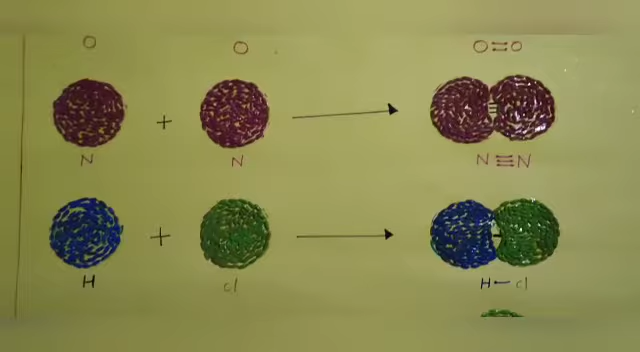 O O O=O
+
N N N≡N
+
H cl H-cl